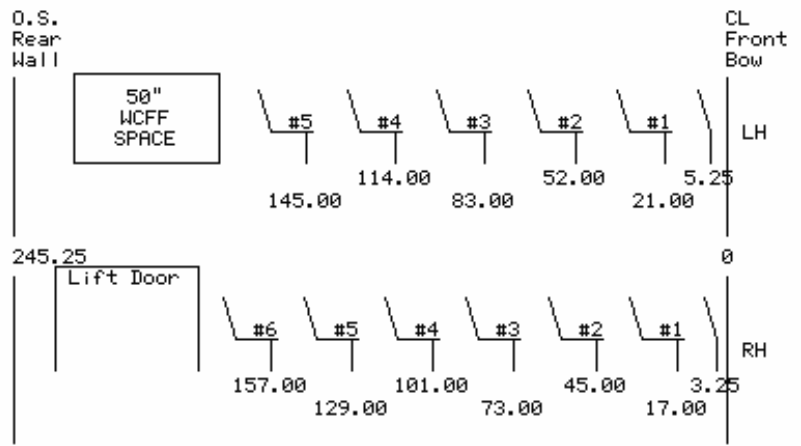 O.S.
Rear
Wall
CL
Front
Bow
50"
WCFF
SPACE
#5 #4 #3 #2 #1
LH
114.00 52.00 5.25
145.00 83.00 21.00
245.25 0
Lift Door
#6 #5 #4 #3 #2 #1
RH
157.00 101.00 45.00 3.25
129.00 73.00 17.00